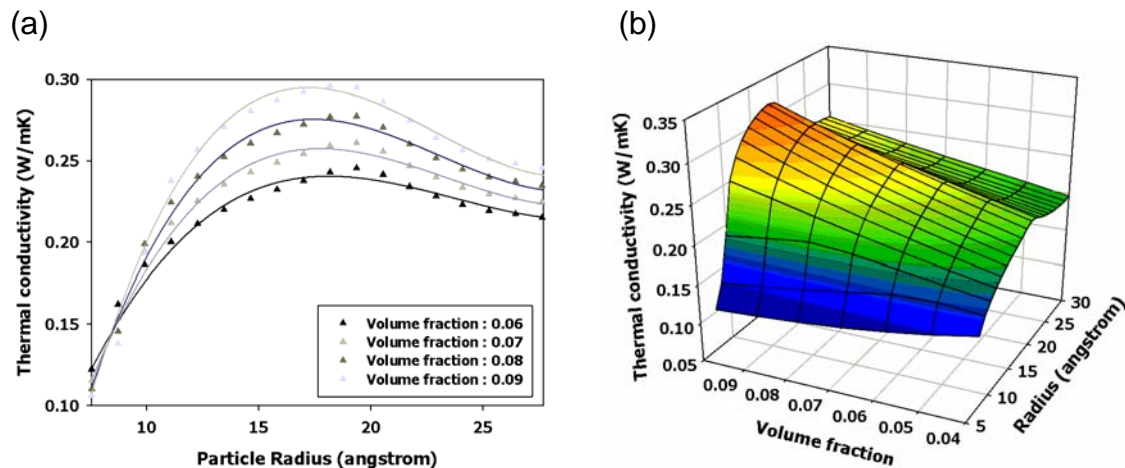 (a)
Thermal conductivity (W/mK)
0.30
0.25
0.20
0.15
0.10
Volume fraction : 0.06
Volume fraction : 0.07
Volume fraction : 0.08
Volume fraction : 0.09
10 15 20 25
Particle Radius (angstrom)
(b)
Thermal conductivity (W/mK)
0.35
0.30
0.25
0.20
0.15
0.10
0.05
0.09 0.08 0.07 0.06 0.05 0.04
Volume fraction
30
25
20
15
10
5
Radius (angstrom)